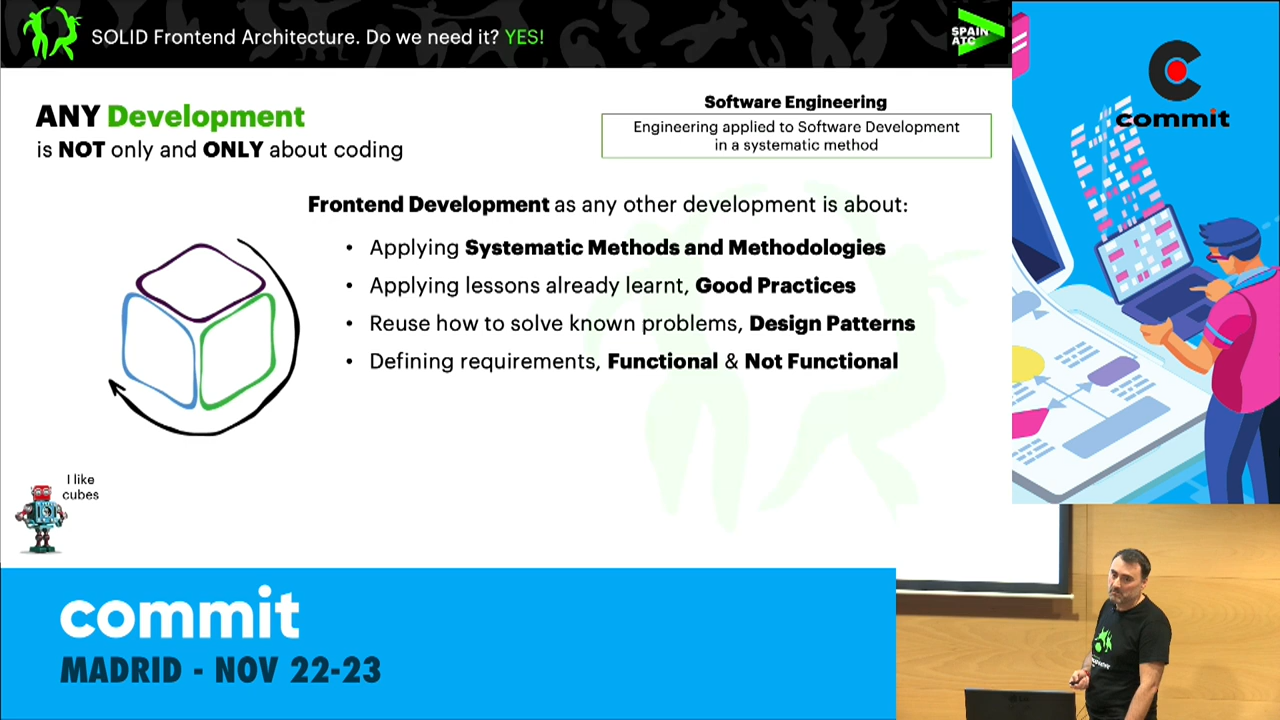 SOLID Frontend Architecture. Do we need it? YES!
SPAIN
ATC
commit
ANY Development
is NOT only and ONLY about coding
Software Engineering
Engineering applied to Software Development
in a systematic method
Frontend Development as any other development is about:
• Applying Systematic Methods and Methodologies
• Applying lessons already learnt, Good Practices
• Reuse how to solve known problems, Design Patterns
• Defining requirements, Functional & Not Functional
I like
cubes
commit
MADRID - NOV 22-23